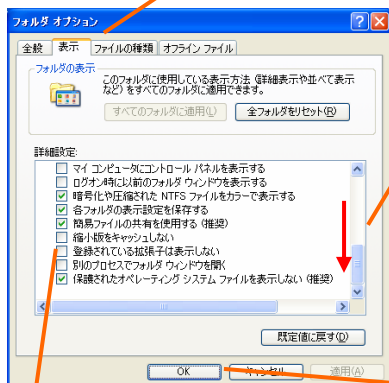 フォルダ オプション
全般 表示 ファイルの種類 オフライン ファイル
フォルダの表示
このフォルダに使用している表示方法 (詳細表示や並べて表示
など) をすべてのフォルダに適用できます。
すべてのフォルダに適用(L) 全フォルダをリセット(R)
詳細設定:
マイ コンピュータにコントロール パネルを表示する
ログオン時に以前のフォルダ ウィンドウを表示する
暗号化や圧縮された NTFS ファイルをカラーで表示する
各フォルダの表示設定を保存する
簡易ファイルの共有を使用する (推奨)
縮小版をキャッシュしない
登録されている拡張子は表示しない
別のプロセスでフォルダ ウィンドウを開く
保護されたオペレーティング システム ファイルを表示しない (推奨)
既定値に戻す(D)
OK キャンセル 適用(A)